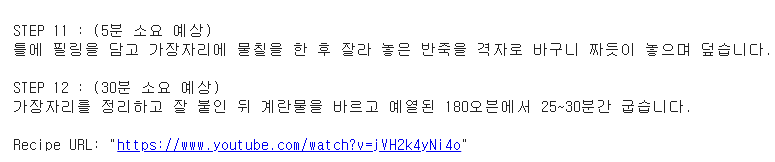 STEP 11 : (5분 소요 예상)
틀에 필링을 담고 가장자리에 물칠을 한 후 잘라 놓은 반죽을 격자로 바구니 짜듯이 놓으며 덮습니다.
STEP 12 : (30분 소요 예상)
가장자리를 정리하고 잘 붙인 뒤 계란물을 바르고 예열된 180오븐에서 25~30분간 굽습니다.
Recipe URL: "https://www.youtube.com/watch?v=jVH2k4yNi4o"